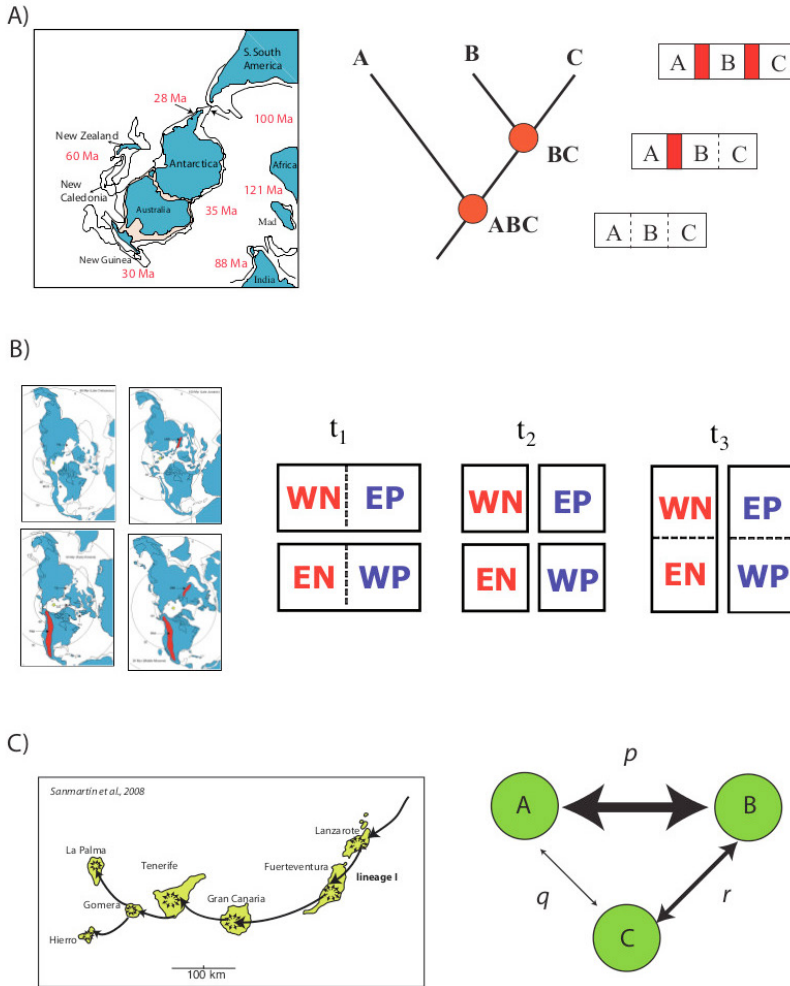 A)
S. South
America
28 Ma
100 Ma
New Zealand
60 Ma
Antarctica
Africa
121 Ma
New
Caledonia
Australia
35 Ma
Mad
New Guinea
30 Ma
88 Ma
India
A
B
C
BC
ABC
A B C
A B C
A B C
B)
t1
t2
t3
WN EP
EN WP
WN EP
EN WP
WN EP
EN WP
C)
Sanmartín et al., 2008
Lanzarote
La Palma
Tenerife
Fuerteventura
lineage I
Gran Canaria
Gomera
Hierro
100 km
p
A
B
q
r
C